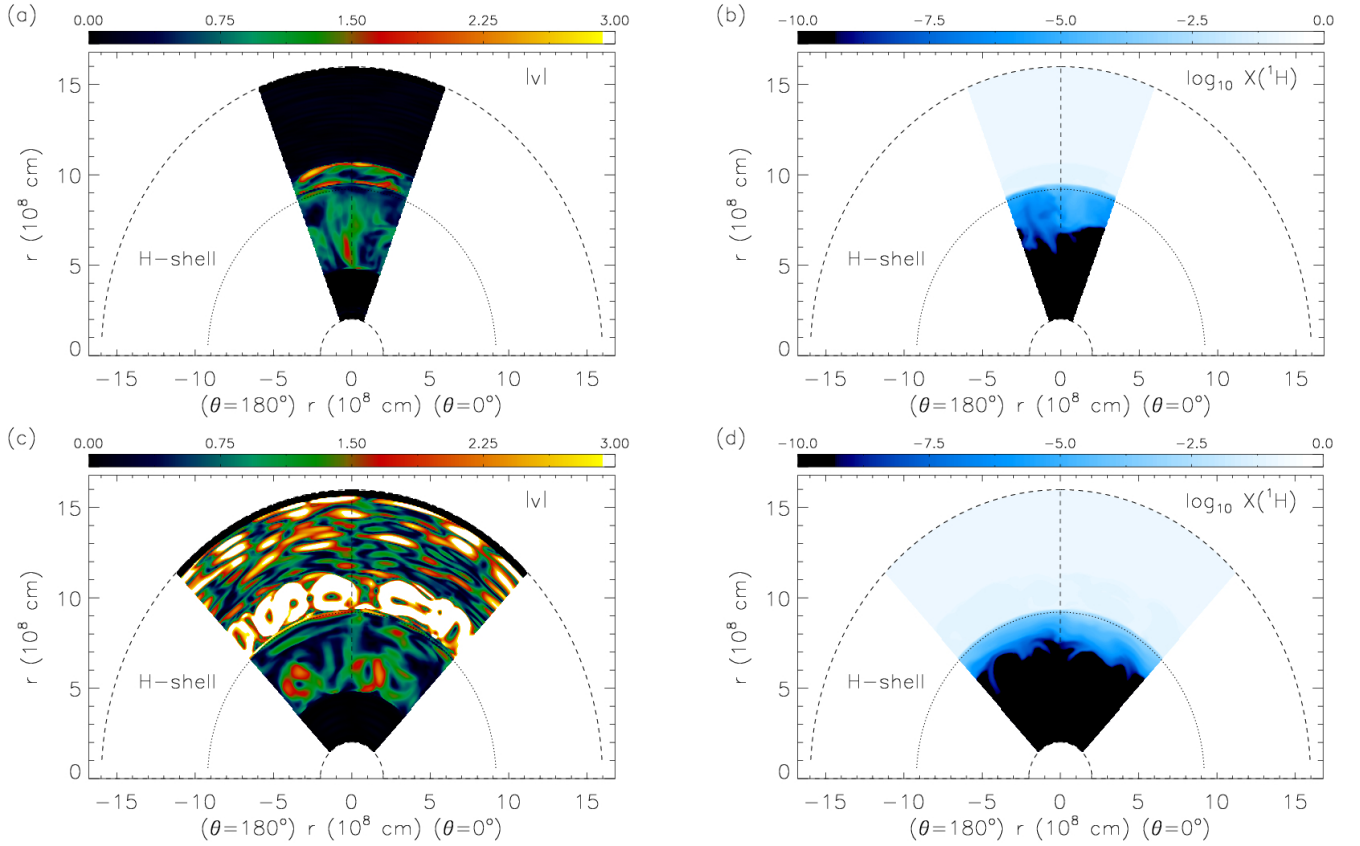 (a)
0.00 0.75 1.50 2.25 3.00
|v|
15
10
5
0
r (10⁸ cm)
H-shell
-15 -10 -5 0 5 10 15
(θ=180°) r (10⁸ cm) (θ=0°)
(b)
-10.0 -7.5 -5.0 -2.5 0.0
log₁₀ X(¹H)
15
10
5
0
r (10⁸ cm)
H-shell
-15 -10 -5 0 5 10 15
(θ=180°) r (10⁸ cm) (θ=0°)
(c)
0.00 0.75 1.50 2.25 3.00
|v|
15
10
5
0
r (10⁸ cm)
H-shell
-15 -10 -5 0 5 10 15
(θ=180°) r (10⁸ cm) (θ=0°)
(d)
-10.0 -7.5 -5.0 -2.5 0.0
log₁₀ X(¹H)
15
10
5
0
r (10⁸ cm)
H-shell
-15 -10 -5 0 5 10 15
(θ=180°) r (10⁸ cm) (θ=0°)